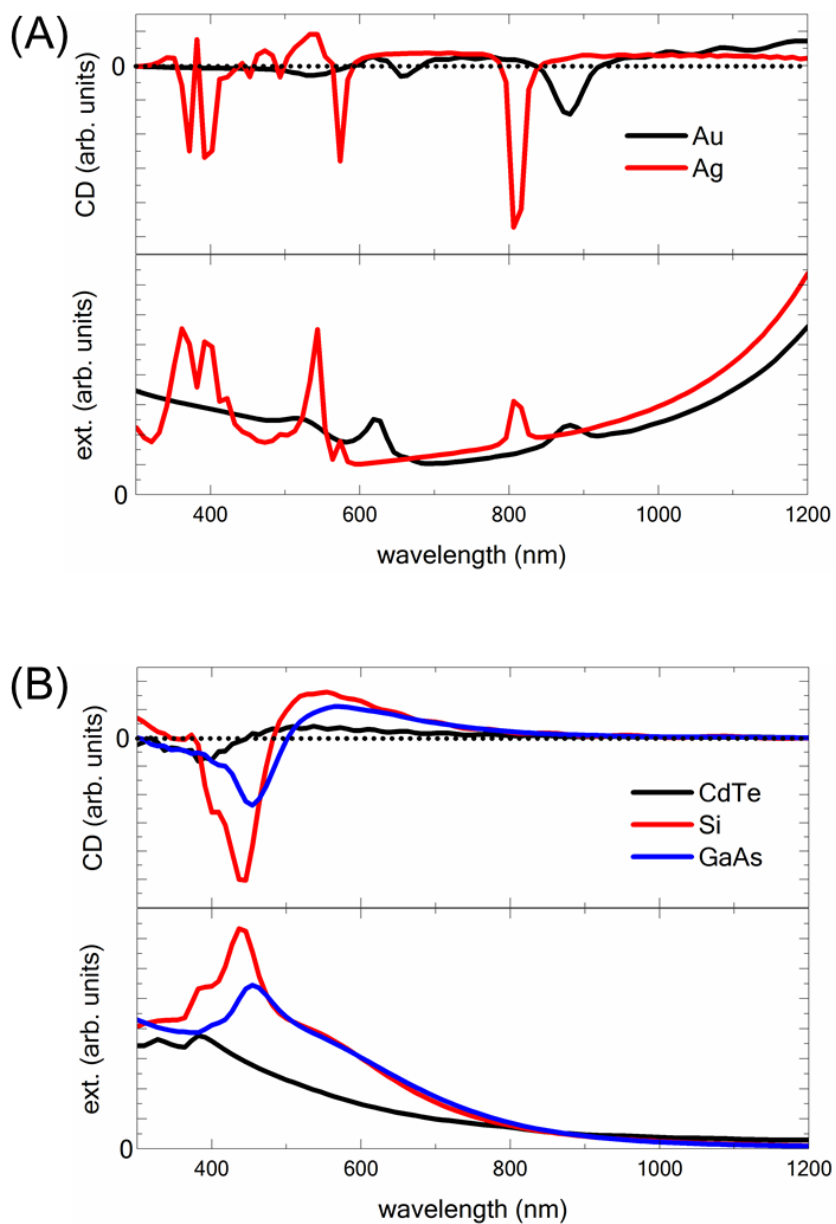 (A)
0
CD (arb. units)
Au
Ag
ext. (arb. units)
0
400 600 800 1000 1200
wavelength (nm)
(B)
0
CD (arb. units)
CdTe
Si
GaAs
ext. (arb. units)
0
400 600 800 1000 1200
wavelength (nm)